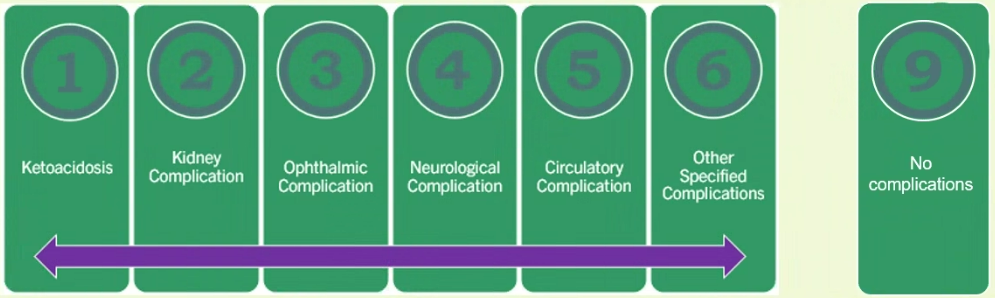 1
Ketoacidosis
2
Kidney
Complication
3
Ophthalmic
Complication
4
Neurological
Complication
5
Circulatory
Complication
6
Other
Specified
Complications
9
No
complications